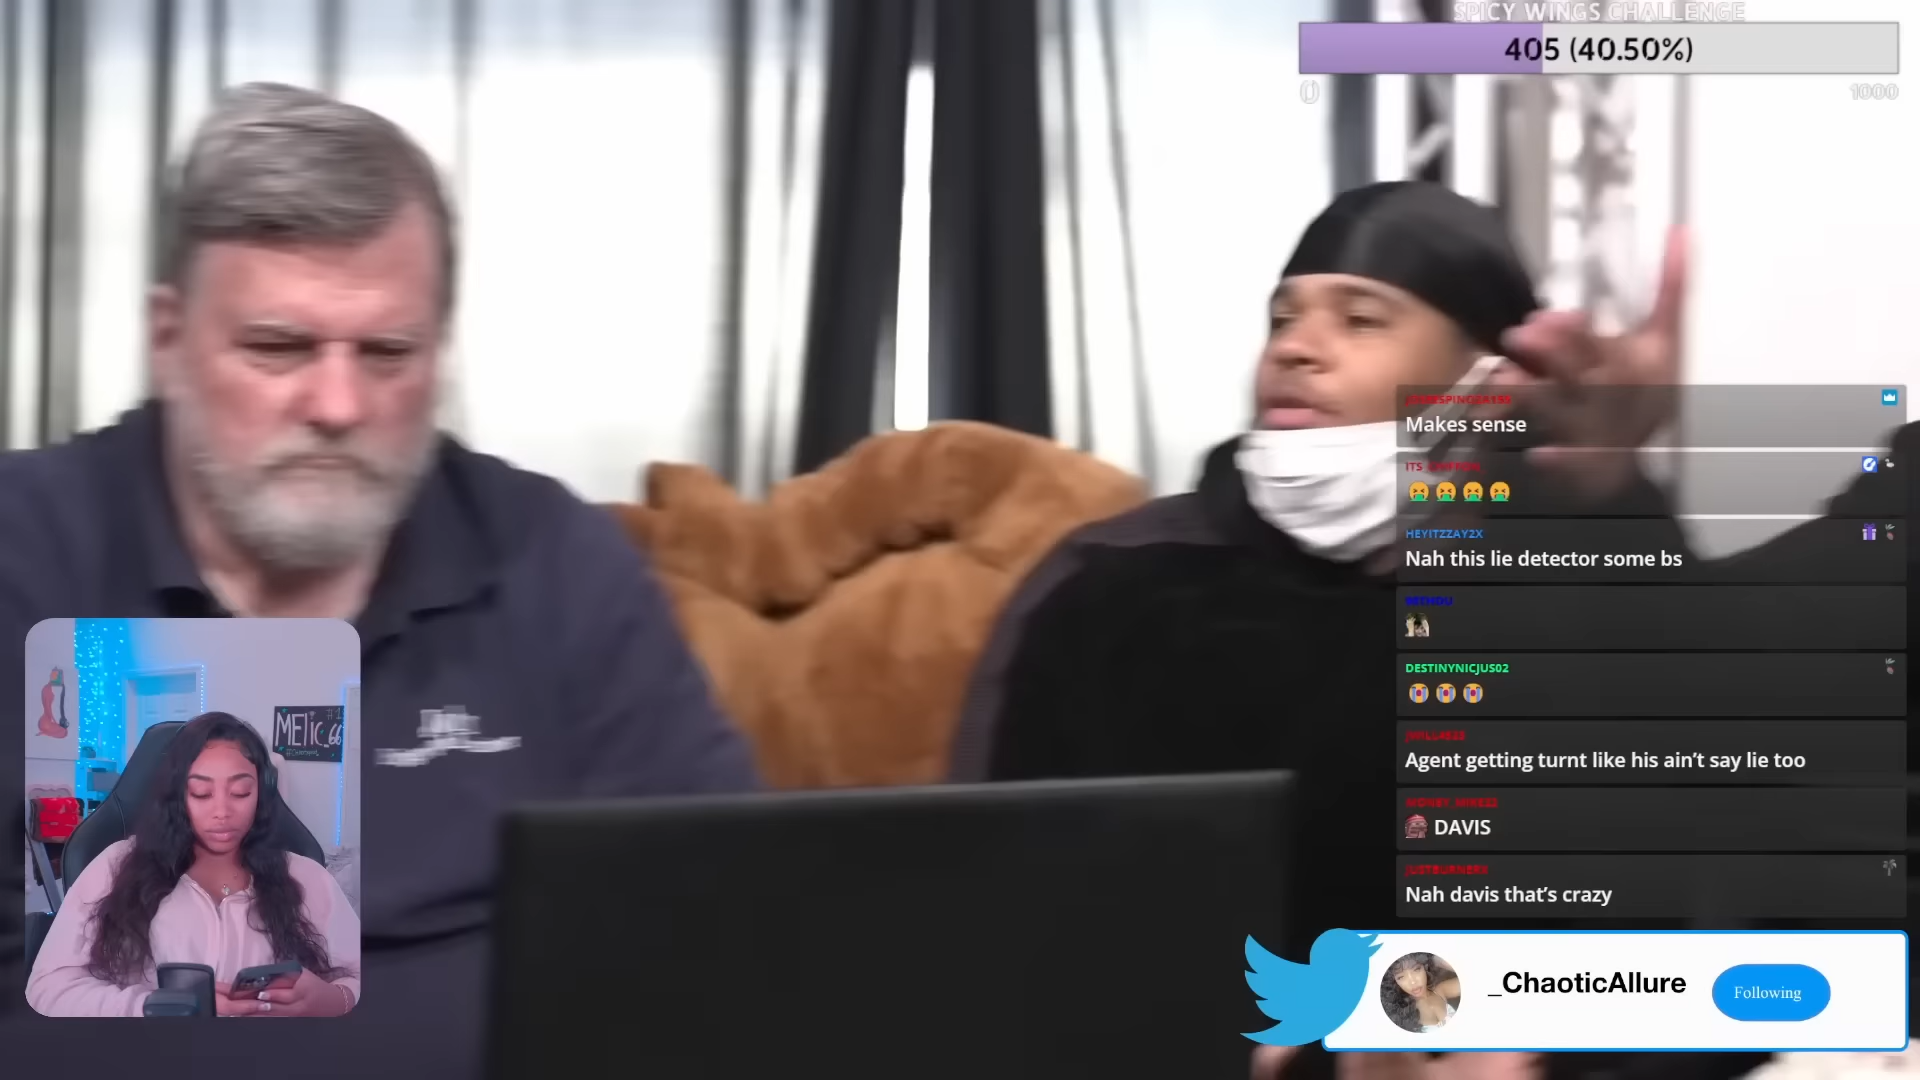 SPICY WINGS CHALLENGE
405 (40.50%)
0
1000
Makes sense
HEYITZZAY2X
Nah this lie detector some bs
DESTINYNICJUS02
Agent getting turnt like his ain’t say lie too
DAVIS
Nah davis that’s crazy
_ChaoticAllure
Following